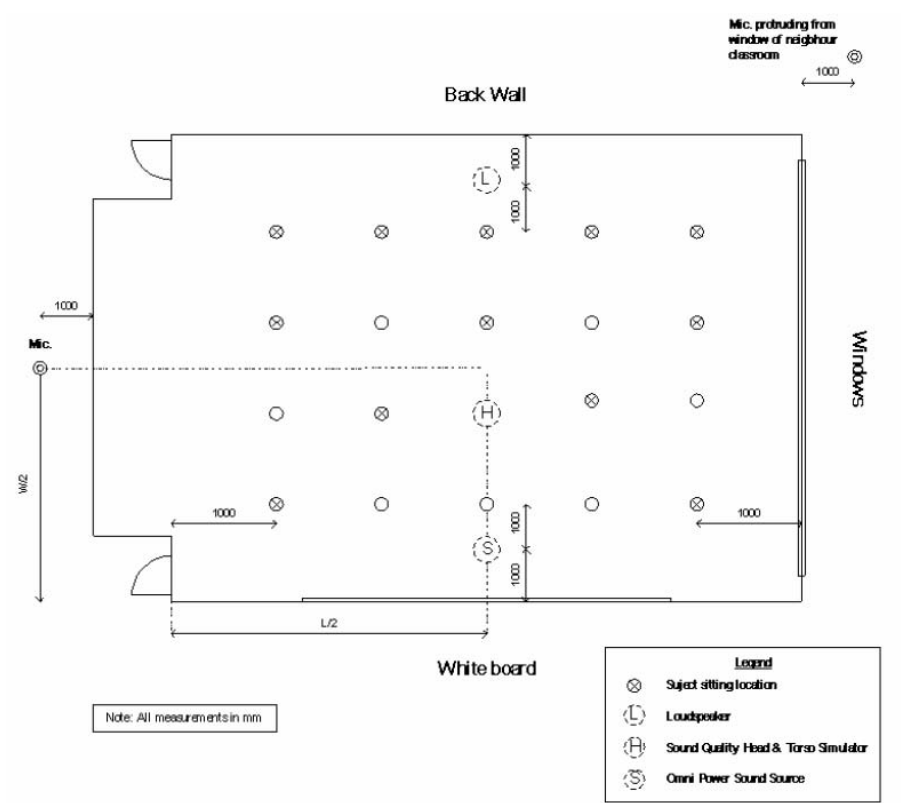 Mic. protruding from
window of neigbhour
classroom
1000
Back Wall
1000
L
1000
1000
Mic.
Windows
H
W/2
1000
1000
1000
S
1000
L/2
White board
Legend
Suject sitting location
L
Loudspeaker
H
Sound Quality Head & Torso Simulator
S
Omni Power Sound Source
Note: All measurements in mm